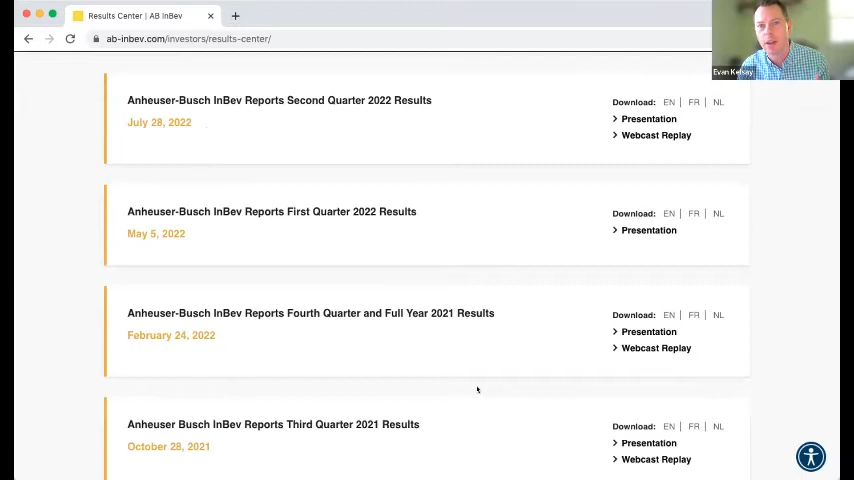 Results Center | AB InBev
ab-inbev.com/investors/results-center/
Evan Kelsay
Anheuser-Busch InBev Reports Second Quarter 2022 Results
July 28, 2022
Download: EN | FR | NL
Presentation
Webcast Replay
Anheuser-Busch InBev Reports First Quarter 2022 Results
May 5, 2022
Download: EN | FR | NL
Presentation
Anheuser-Busch InBev Reports Fourth Quarter and Full Year 2021 Results
February 24, 2022
Download: EN | FR | NL
Presentation
Webcast Replay
Anheuser Busch InBev Reports Third Quarter 2021 Results
October 28, 2021
Download: EN | FR | NL
Presentation
Webcast Replay